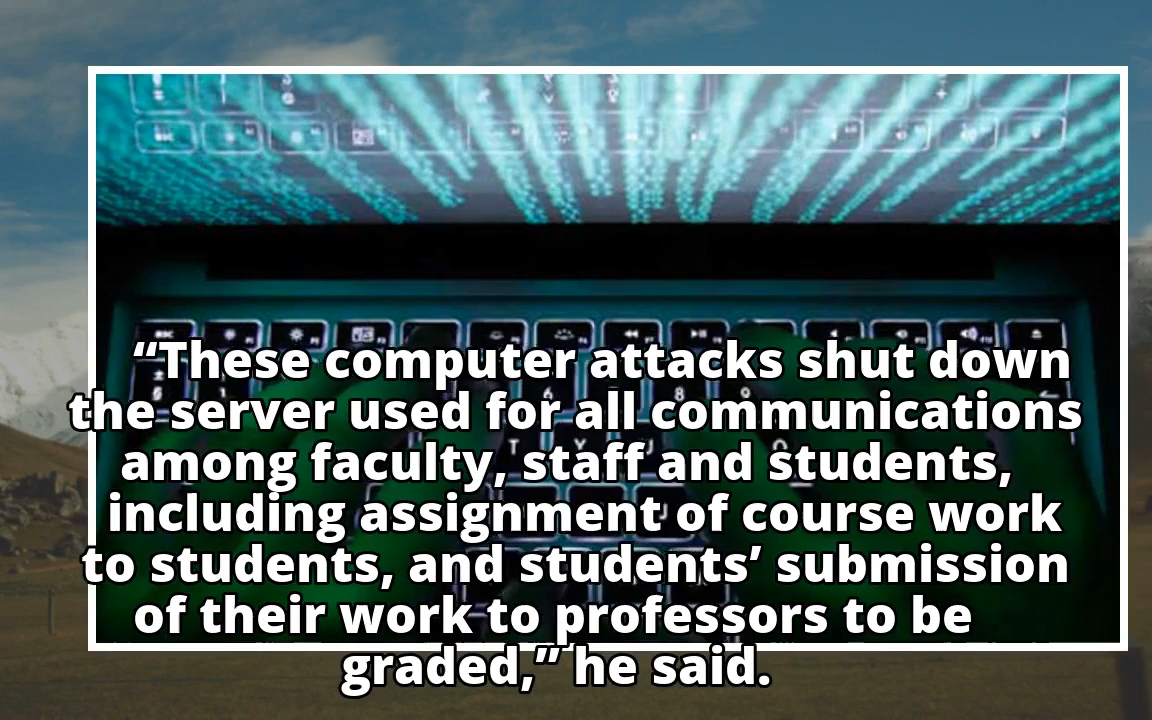 “These computer attacks shut down
the server used for all communications
among faculty, staff and students,
including assignment of course work
to students, and students’ submission
of their work to professors to be
graded,” he said.